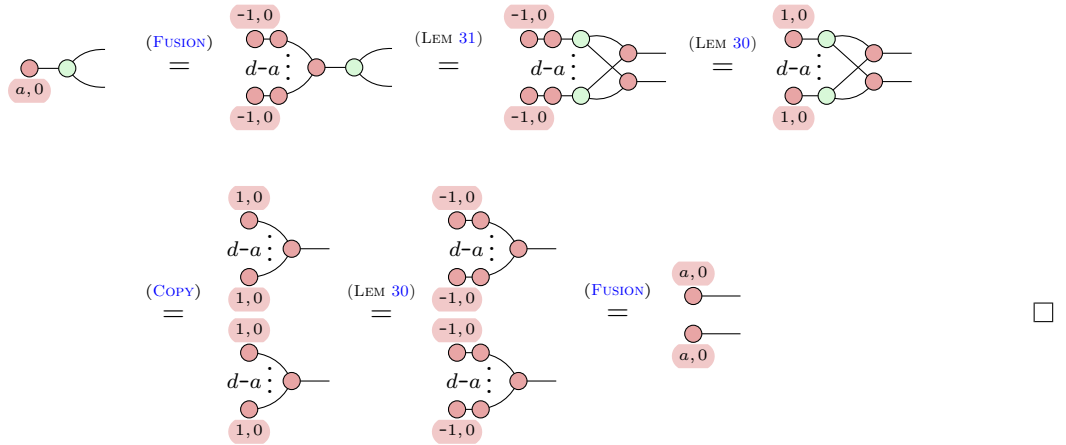 -1, 0 -1, 0 1, 0
(FUSION) (LEM 31) (LEM 30)
a, 0 = d-a ⋮ = d-a ⋮ = d-a ⋮
-1, 0 -1, 0 1, 0
1, 0 -1, 0
d-a ⋮ d-a ⋮
(COPY) 1, 0 (LEM 30) -1, 0 (FUSION) a, 0
= = = □
1, 0 -1, 0 a, 0
d-a ⋮ d-a ⋮
1, 0 -1, 0